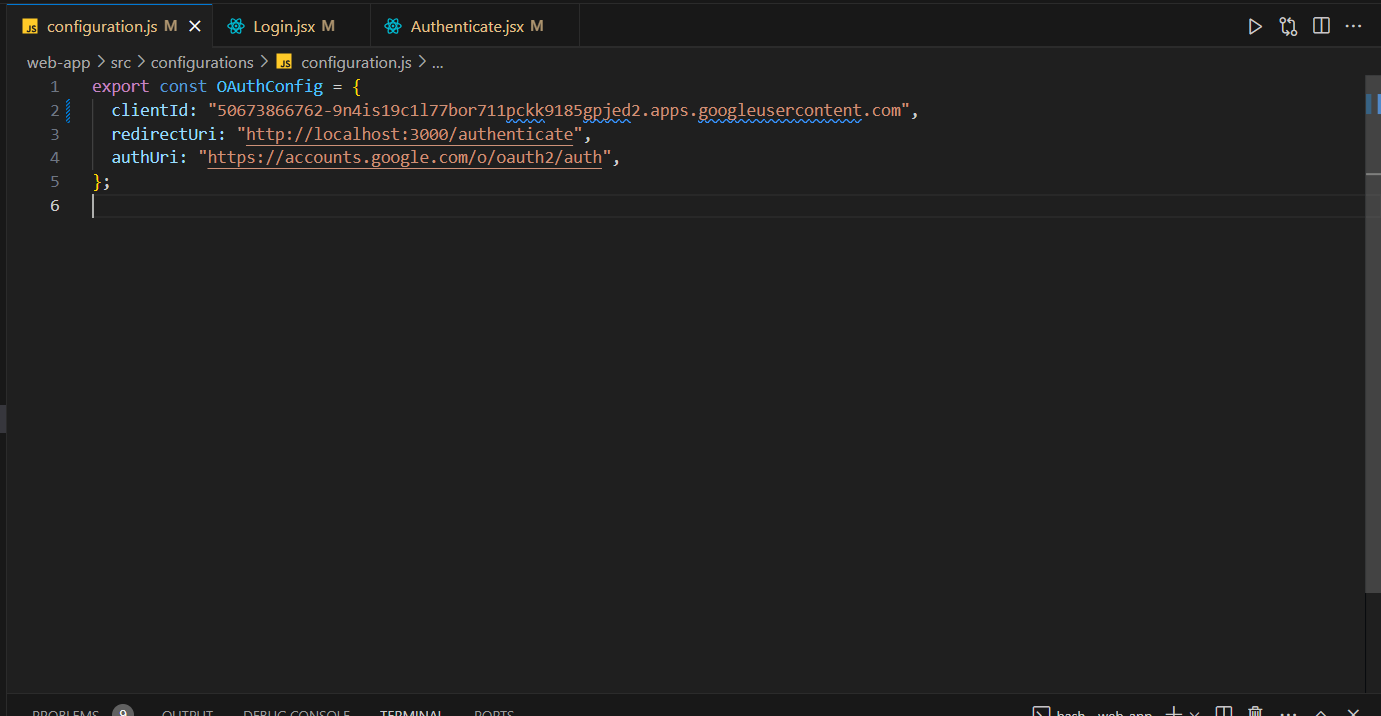 JS configuration.js M
Login.jsx M
Authenticate.jsx M
web-app > src > configurations > JS configuration.js > ...
1 export const OAuthConfig = {
2 clientId: "50673866762-9n4is19c1l77bor711pckk9185gpjed2.apps.googleusercontent.com",
3 redirectUri: "http://localhost:3000/authenticate",
4 authUri: "https://accounts.google.com/o/oauth2/auth",
5 };
6
PROBLEMS 9 OUTPUT DEBUG CONSOLE TERMINAL PORTS bash - web-app